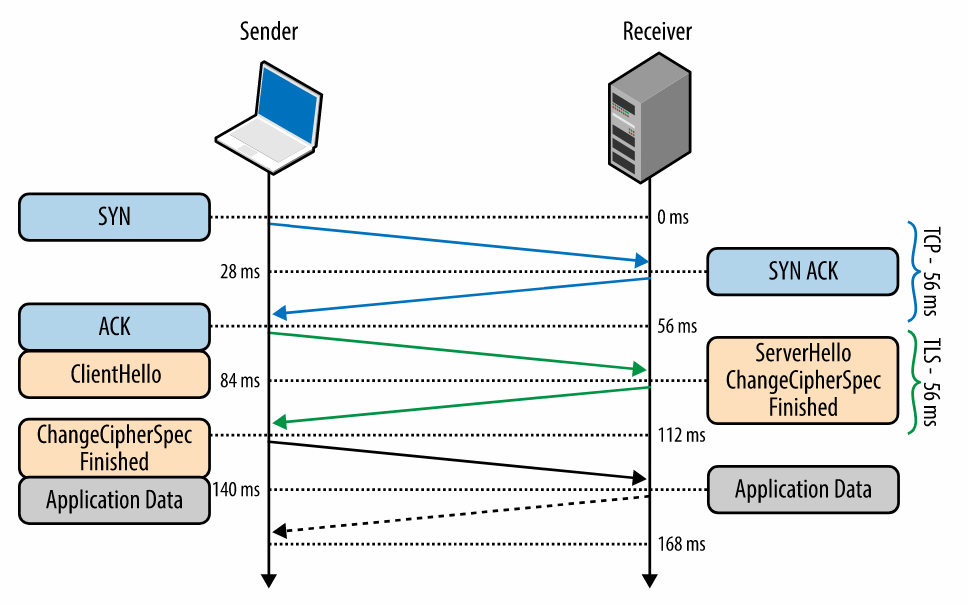 Sender
Receiver
SYN
0 ms
28 ms
SYN ACK
TCP - 56 ms
ACK
56 ms
ClientHello
84 ms
ServerHello
ChangeCipherSpec
Finished
TLS - 56 ms
ChangeCipherSpec
Finished
112 ms
Application Data
140 ms
Application Data
168 ms